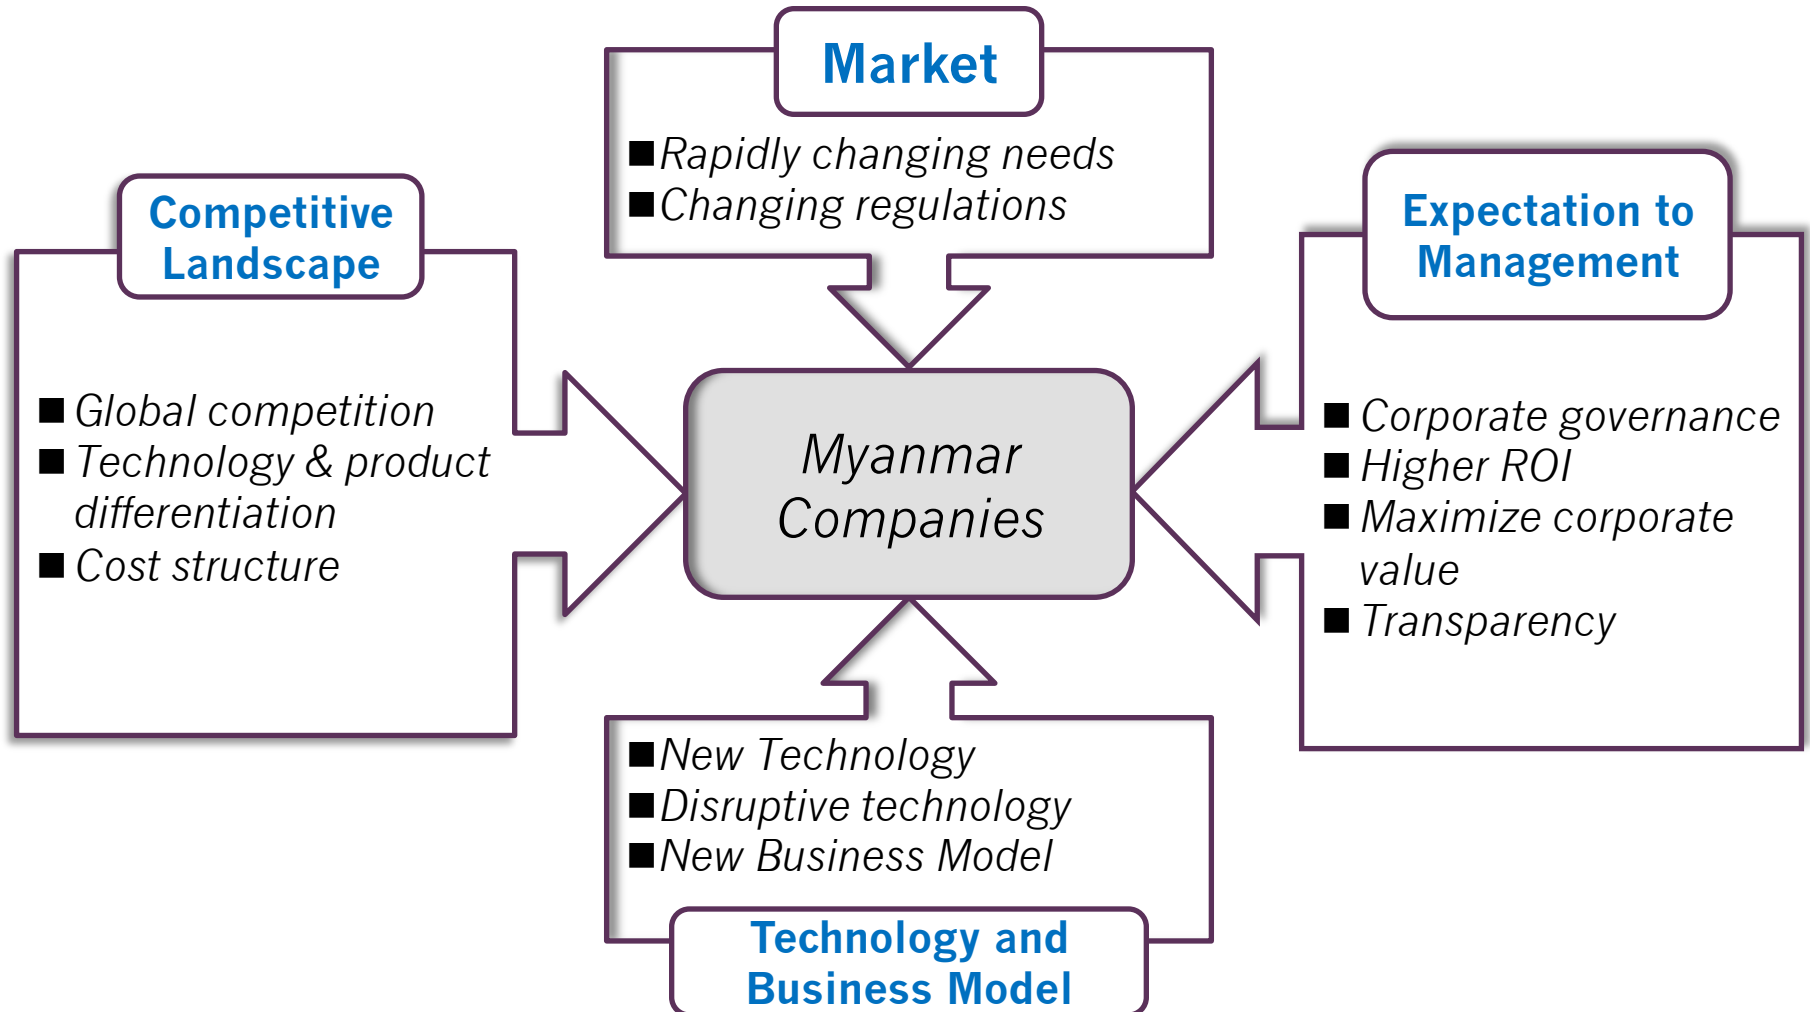 Market
■Rapidly changing needs
■Changing regulations
Competitive
Landscape
■ Global competition
■ Technology & product
differentiation
■ Cost structure
Expectation to
Management
■ Corporate governance
■ Higher ROI
■ Maximize corporate
value
■ Transparency
Myanmar
Companies
■New Technology
■Disruptive technology
■New Business Model
Technology and
Business Model